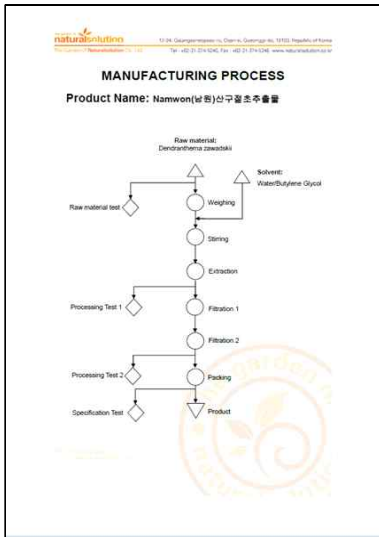 naturalsolution
MANUFACTURING PROCESS
Product Name: Namwon(남원)산구절초추출물
Raw material:
Dendranthema zawadskii
Solvent:
Water/Butylene Glycol
Weighing
Raw material test
Stirring
Extraction
Processing Test 1
Filtration 1
Filtration 2
Processing Test 2
Packing
Specification Test
Product